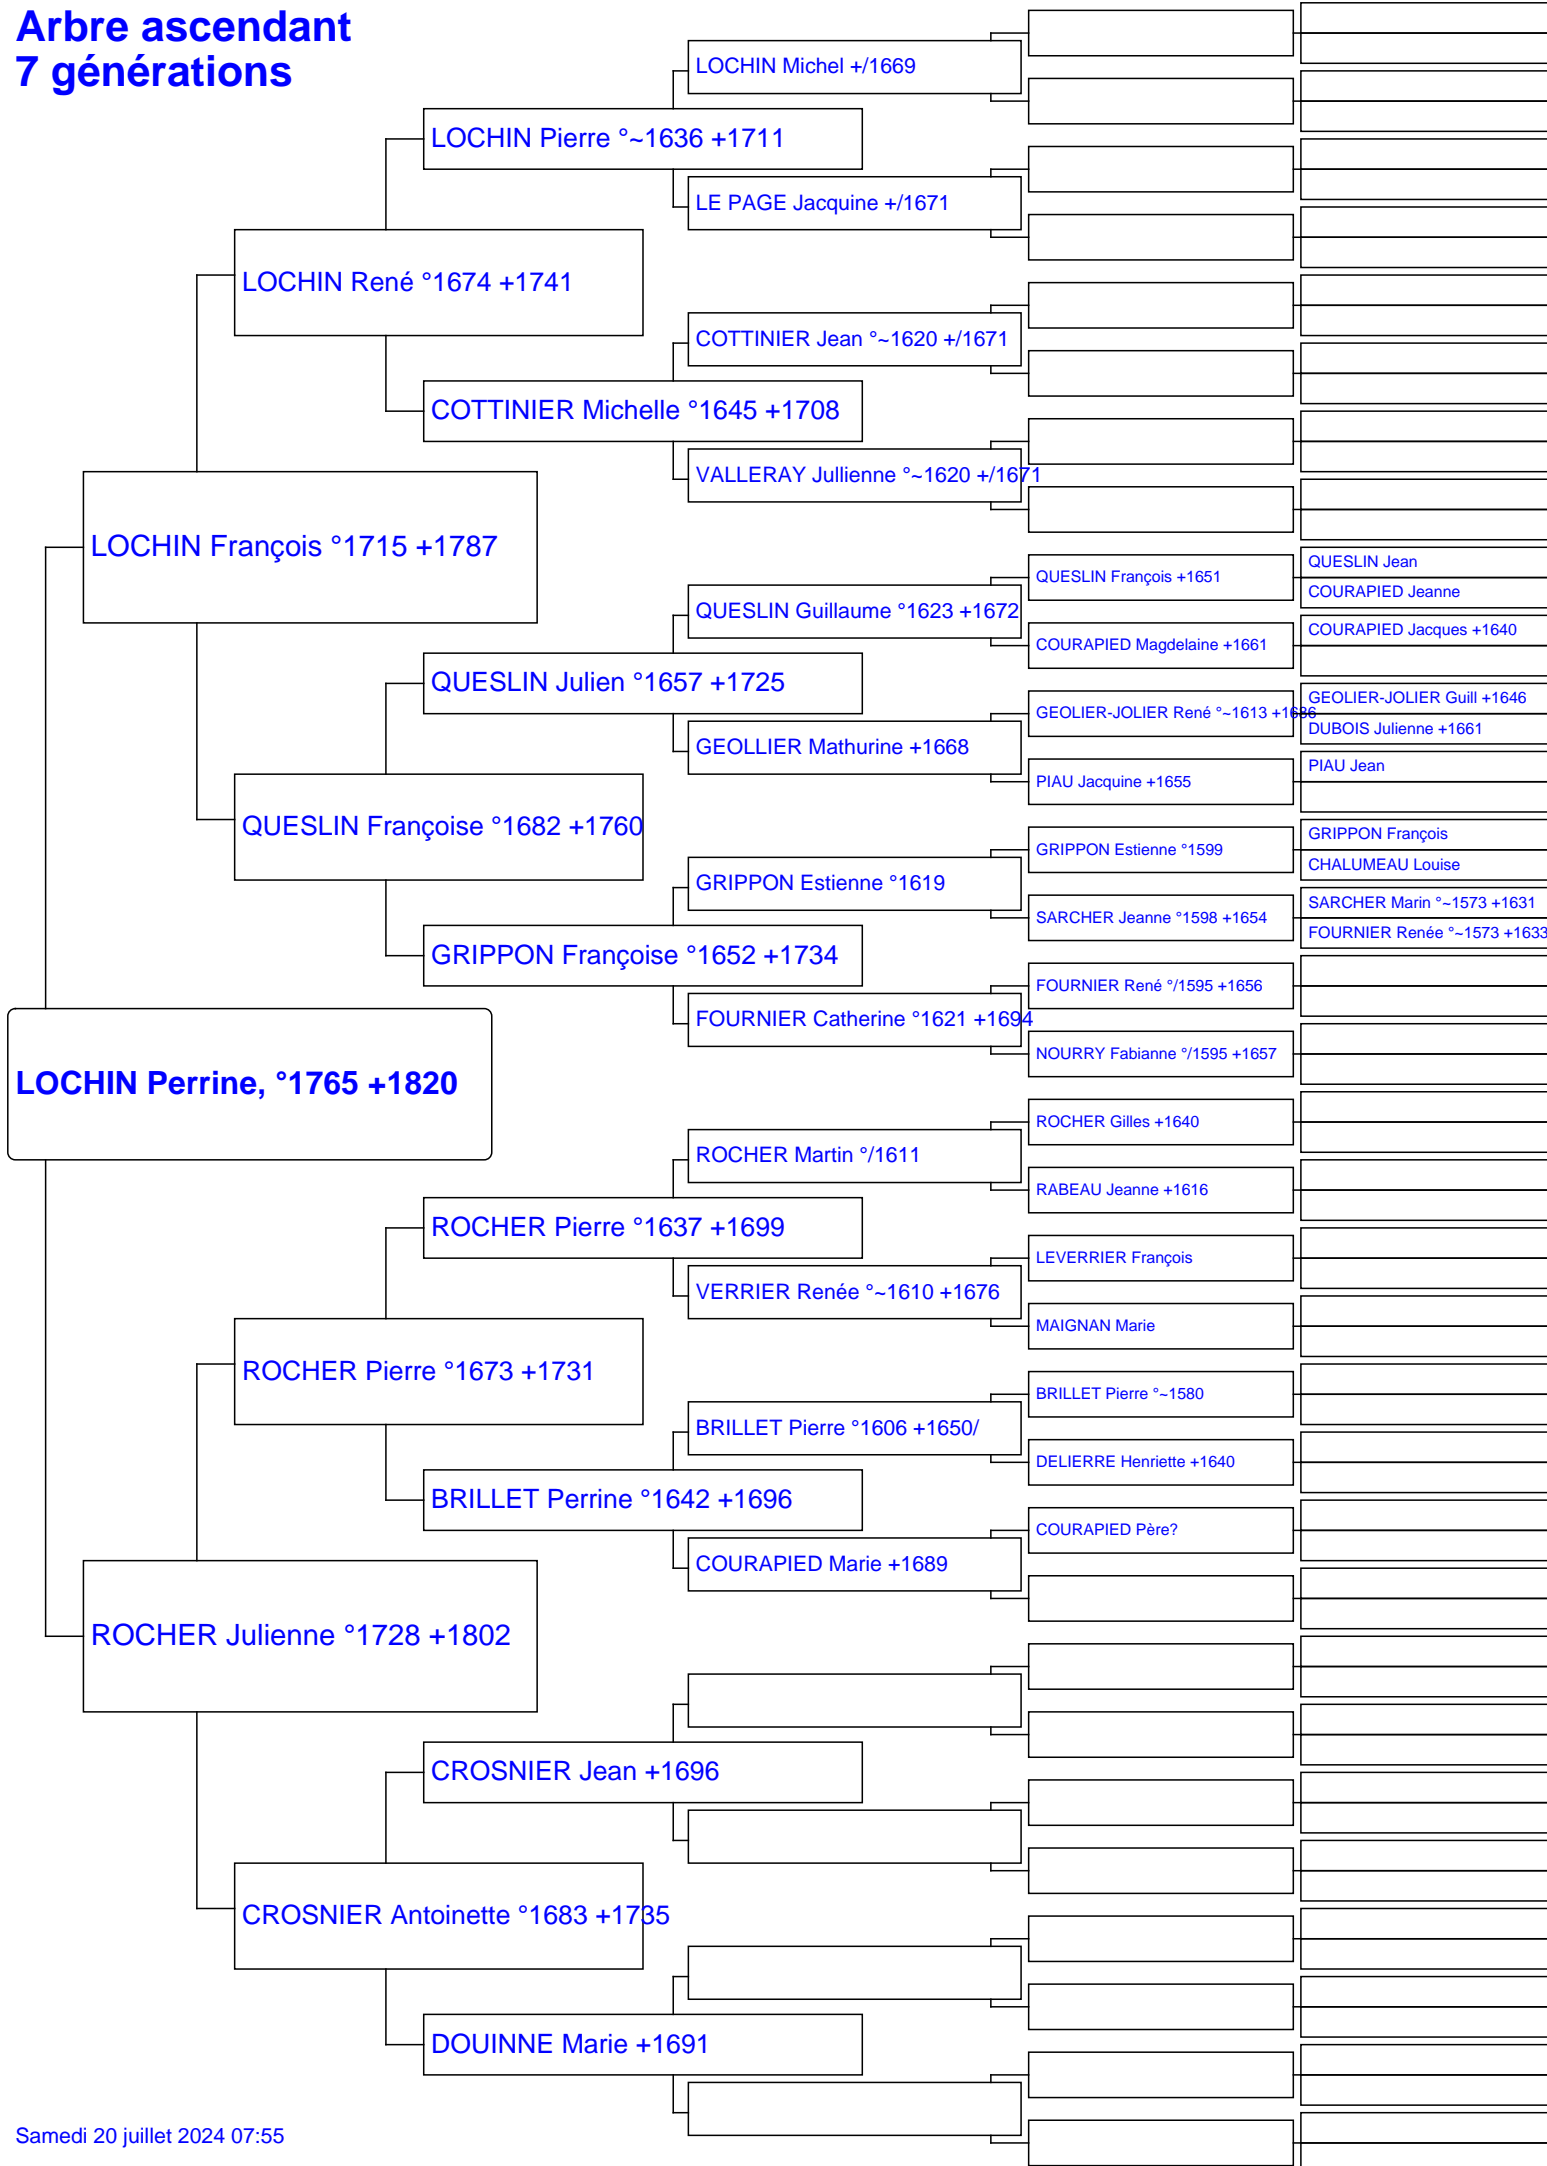 Arbre ascendant
7 générations
LOCHIN Michel +/1669
LOCHIN Pierre °~1636 +1711
LE PAGE Jacquine +/1671
LOCHIN René °1674 +1741
COTTINIER Jean °~1620 +/1671
COTTINIER Michelle °1645 +1708
VALLERAY Jullienne °~1620 +/1671
LOCHIN François °1715 +1787
QUESLIN Jean
QUESLIN François +1651
COURAPIED Jeanne
QUESLIN Guillaume °1623 +1672
COURAPIED Jacques +1640
COURAPIED Magdelaine +1661
QUESLIN Julien °1657 +1725
GEOLIER-JOLIER Guill +1646
GEOLIER-JOLIER René °~1613 +1686
DUBOIS Julienne +1661
GEOLLIER Mathurine +1668
PIAU Jean
PIAU Jacquine +1655
QUESLIN Françoise °1682 +1760
GRIPPON François
GRIPPON Estienne °1599
CHALUMEAU Louise
GRIPPON Estienne °1619
SARCHER Marin °~1573 +1631
SARCHER Jeanne °1598 +1654
FOURNIER Renée °~1573 +1633
GRIPPON Françoise °1652 +1734
FOURNIER René °/1595 +1656
FOURNIER Catherine °1621 +1694
NOURRY Fabianne °/1595 +1657
LOCHIN Perrine, °1765 +1820
ROCHER Gilles +1640
ROCHER Martin °/1611
RABEAU Jeanne +1616
ROCHER Pierre °1637 +1699
LEVERRIER François
VERRIER Renée °~1610 +1676
MAIGNAN Marie
ROCHER Pierre °1673 +1731
BRILLET Pierre °~1580
BRILLET Pierre °1606 +1650/
DELIERRE Henriette +1640
BRILLET Perrine °1642 +1696
COURAPIED Père?
COURAPIED Marie +1689
ROCHER Julienne °1728 +1802
CROSNIER Jean +1696
CROSNIER Antoinette °1683 +1735
DOUINNE Marie +1691
Samedi 20 juillet 2024 07:55